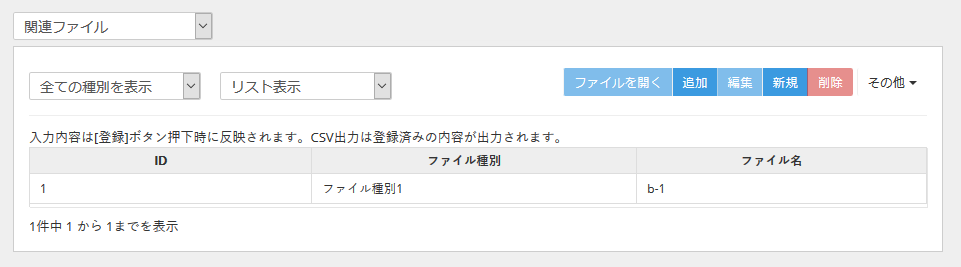 関連ファイル
全ての種別を表示 リスト表示 ファイルを開く 追加 編集 新規 削除 その他
入力内容は[登録]ボタン押下時に反映されます。CSV出力は登録済みの内容が出力されます。
ID ファイル種別 ファイル名
1 ファイル種別1 b-1
1件中 1 から 1までを表示